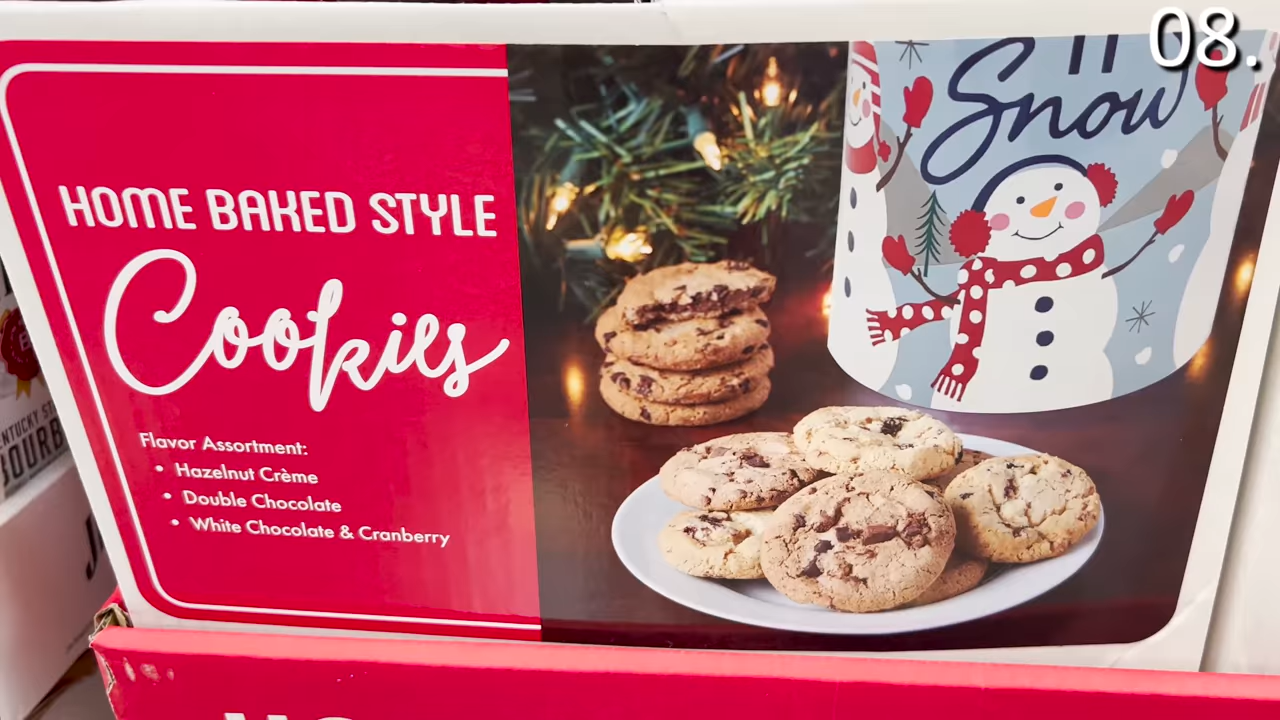 08.
Snow
HOME BAKED STYLE
Cookies
Flavor Assortment:
• Hazelnut Crème
• Double Chocolate
• White Chocolate & Cranberry